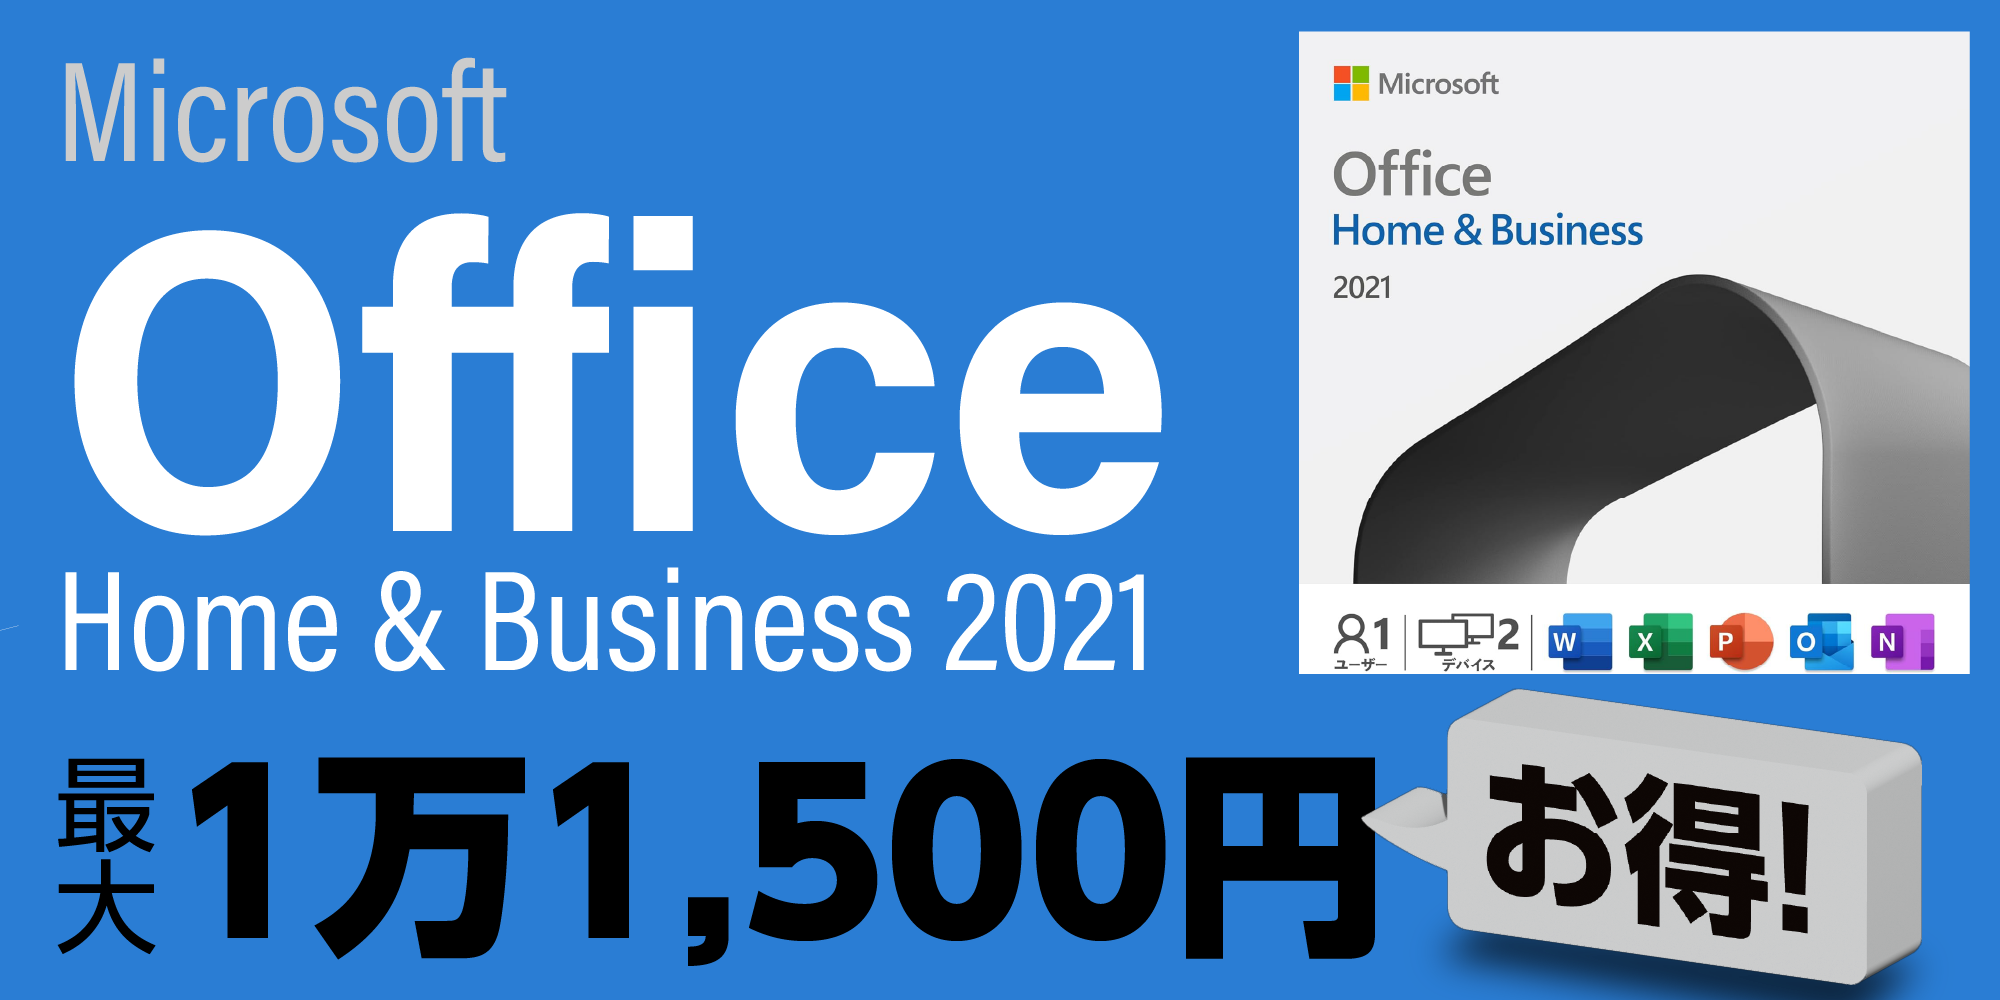 Microsoft
Office
Home & Business 2021
最大
1万1,500円
お得!
Microsoft
Office
Home & Business
2021
1
ユーザー
2
デバイス
W
X
P
O
N